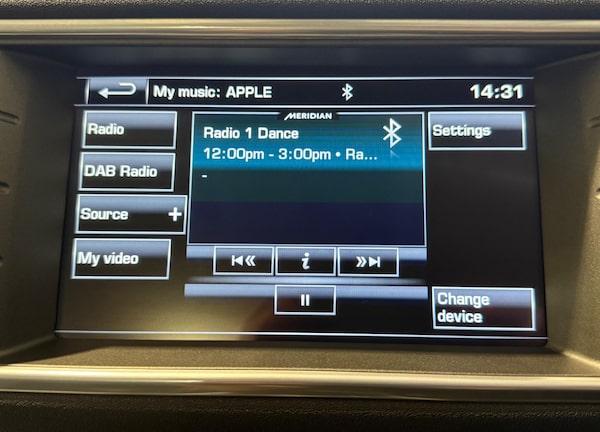 My music: APPLE
14:31
MERIDIAN
Radio
Radio 1 Dance
Settings
12:00pm - 3:00pm • Ra...
DAB Radio
-
Source +
My video
i
Change
device